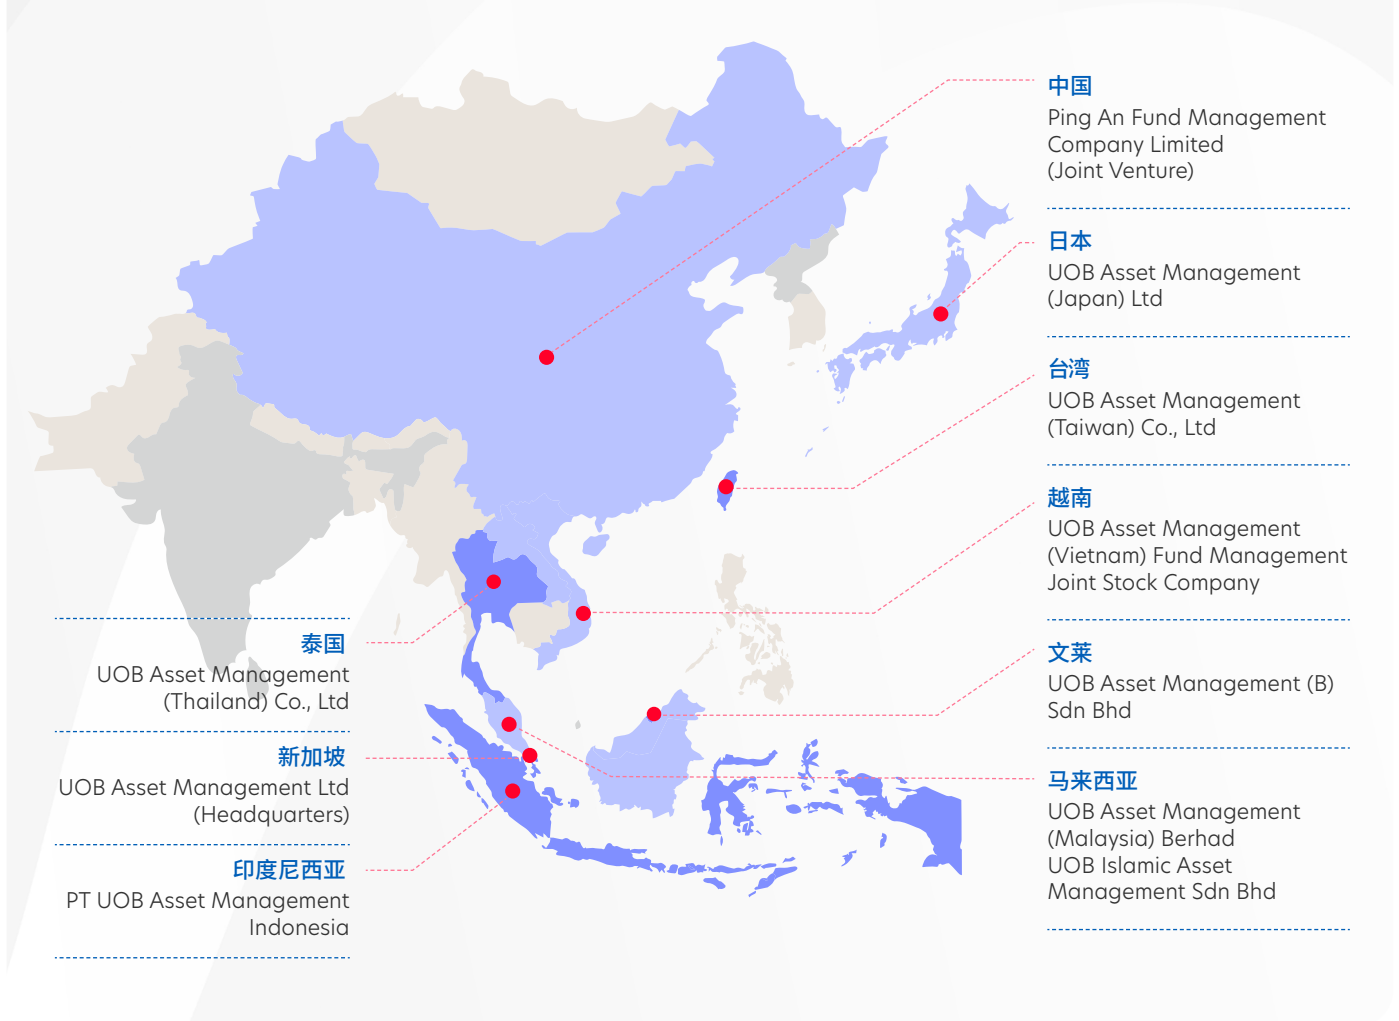 中国
Ping An Fund Management
Company Limited
(Joint Venture)
日本
UOB Asset Management
(Japan) Ltd
台湾
UOB Asset Management
(Taiwan) Co., Ltd
越南
UOB Asset Management
(Vietnam) Fund Management
Joint Stock Company
文莱
UOB Asset Management (B)
Sdn Bhd
马来西亚
UOB Asset Management
(Malaysia) Berhad
UOB Islamic Asset
Management Sdn Bhd
泰国
UOB Asset Management
(Thailand) Co., Ltd
新加坡
UOB Asset Management Ltd
(Headquarters)
印度尼西亚
PT UOB Asset Management
Indonesia